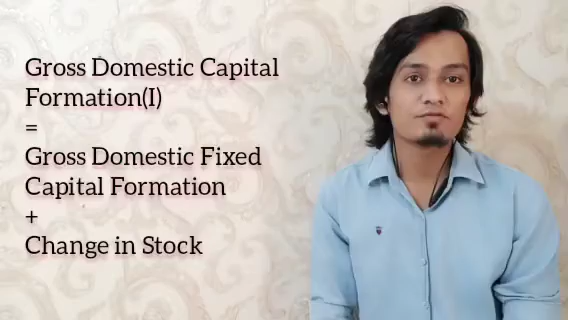 Gross Domestic Capital
Formation(I)
=
Gross Domestic Fixed
Capital Formation
+
Change in Stock